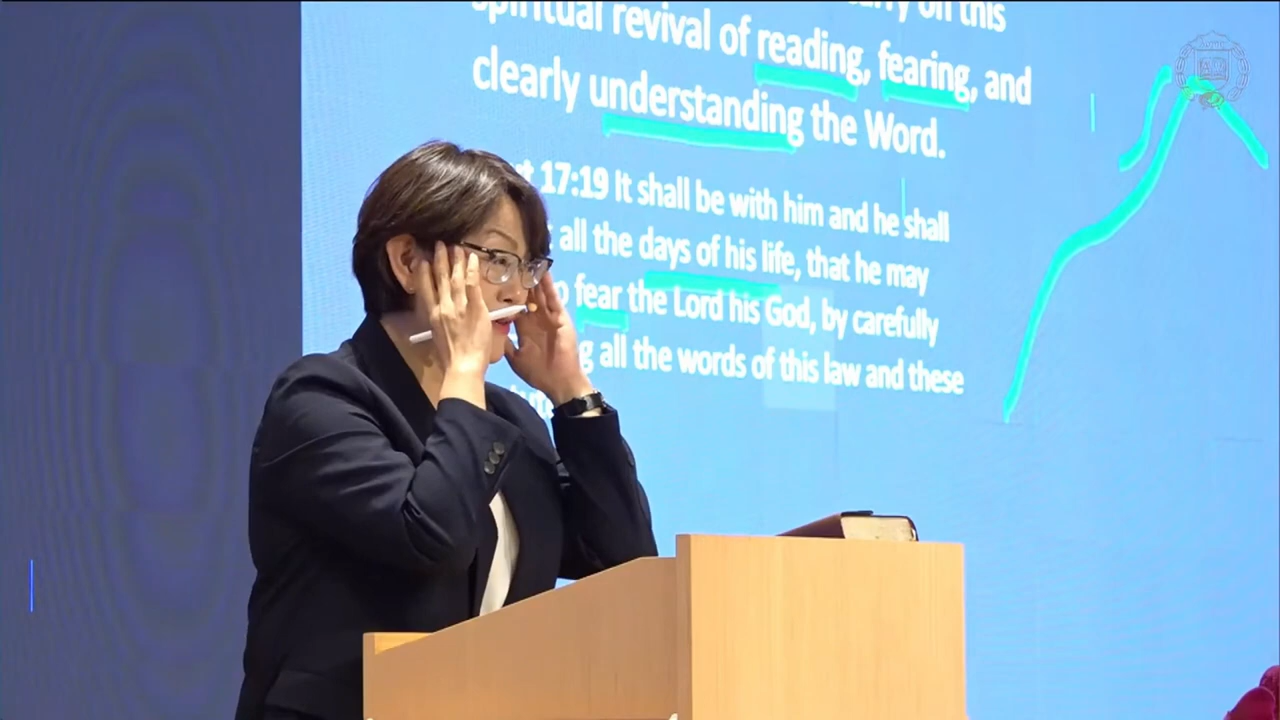 on this
spiritual revival of reading, fearing, and
clearly understanding the Word.
17:19 It shall be with him and he shall
all the days of his life, that he may
fear the Lord his God, by carefully
all the words of this law and these